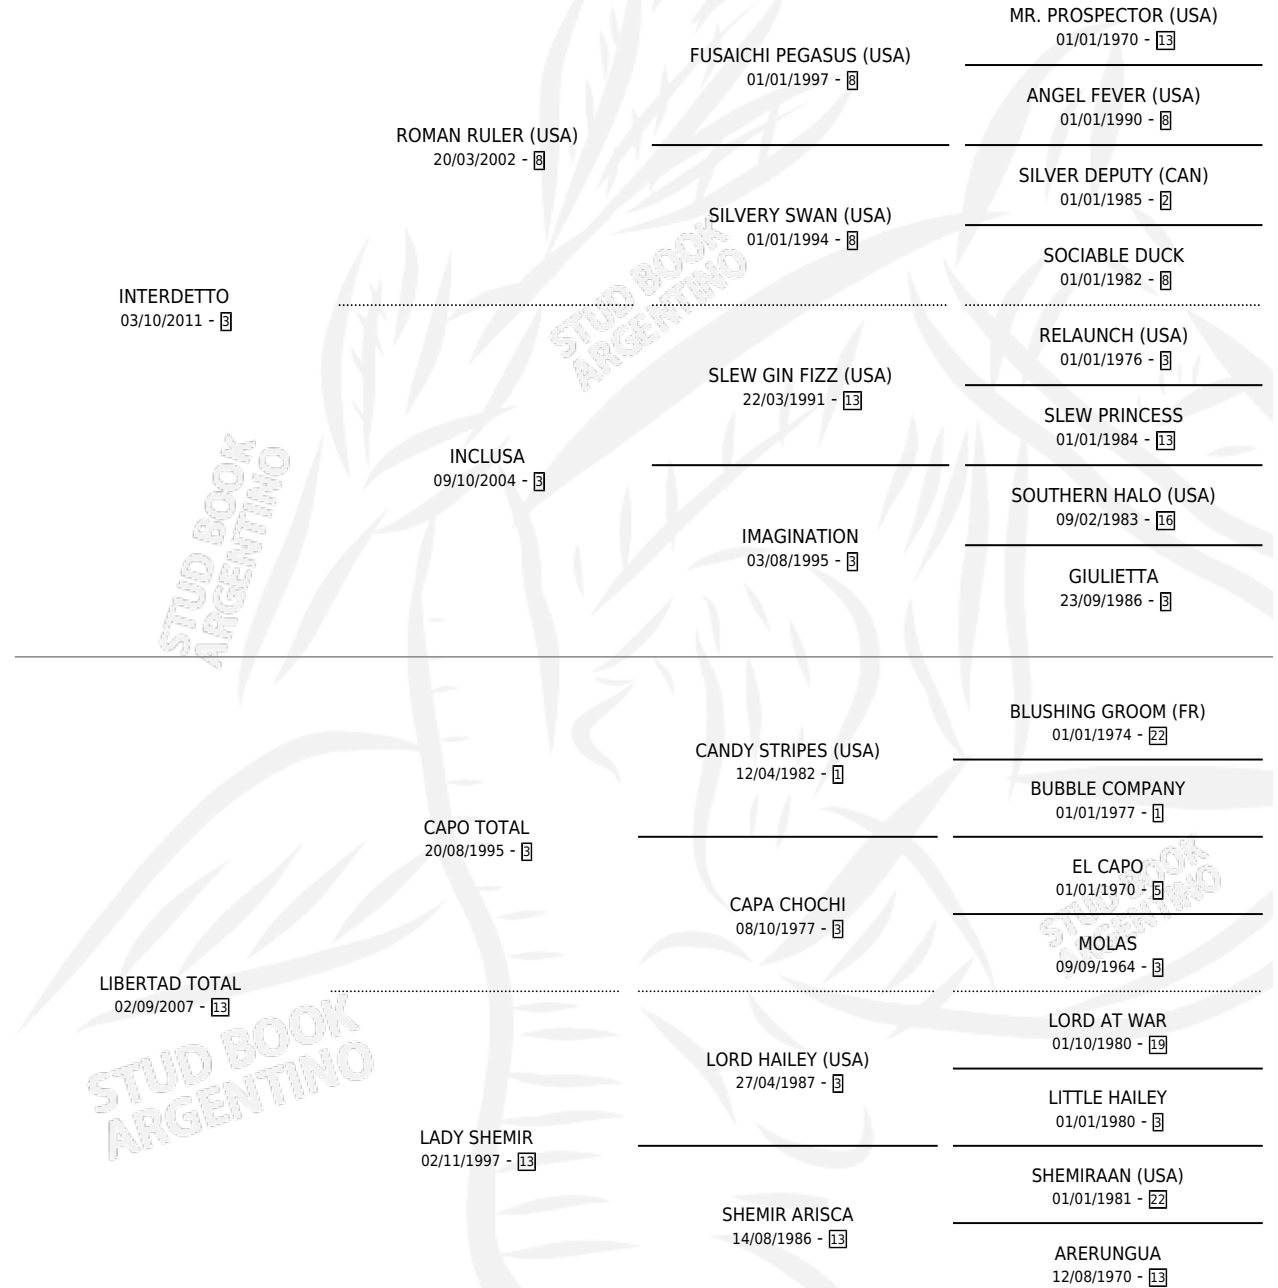 MR. PROSPECTOR (USA)
01/01/1970 - 13
FUSAICHI PEGASUS (USA)
01/01/1997 - 8
ANGEL FEVER (USA)
01/01/1990 - 8
ROMAN RULER (USA)
20/03/2002 - 8
SILVER DEPUTY (CAN)
01/01/1985 - 2
SILVERY SWAN (USA)
01/01/1994 - 8
SOCIABLE DUCK
01/01/1982 - 8
INTERDETTO
03/10/2011 - 3
RELAUNCH (USA)
01/01/1976 - 3
SLEW GIN FIZZ (USA)
22/03/1991 - 13
SLEW PRINCESS
01/01/1984 - 13
INCLUSA
09/10/2004 - 3
SOUTHERN HALO (USA)
09/02/1983 - 16
IMAGINATION
03/08/1995 - 3
GIULIETTA
23/09/1986 - 3
BLUSHING GROOM (FR)
01/01/1974 - 22
CANDY STRIPES (USA)
12/04/1982 - 1
BUBBLE COMPANY
01/01/1977 - 1
CAPO TOTAL
20/08/1995 - 3
EL CAPO
01/01/1970 - 5
CAPA CHOCHI
08/10/1977 - 3
MOLAS
09/09/1964 - 3
LIBERTAD TOTAL
02/09/2007 - 13
LORD AT WAR
01/10/1980 - 19
LORD HAILEY (USA)
27/04/1987 - 3
LITTLE HAILEY
01/01/1980 - 3
LADY SHEMIR
02/11/1997 - 13
SHEMIRAAN (USA)
01/01/1981 - 22
SHEMIR ARISCA
14/08/1986 - 13
ARERUNGUA
12/08/1970 - 13
STUD BOOK
ARGENTINO
STUD BOOK
ARGENTINO
STUD BOOK
ARGENTINO
STUD BOOK
ARGENTINO